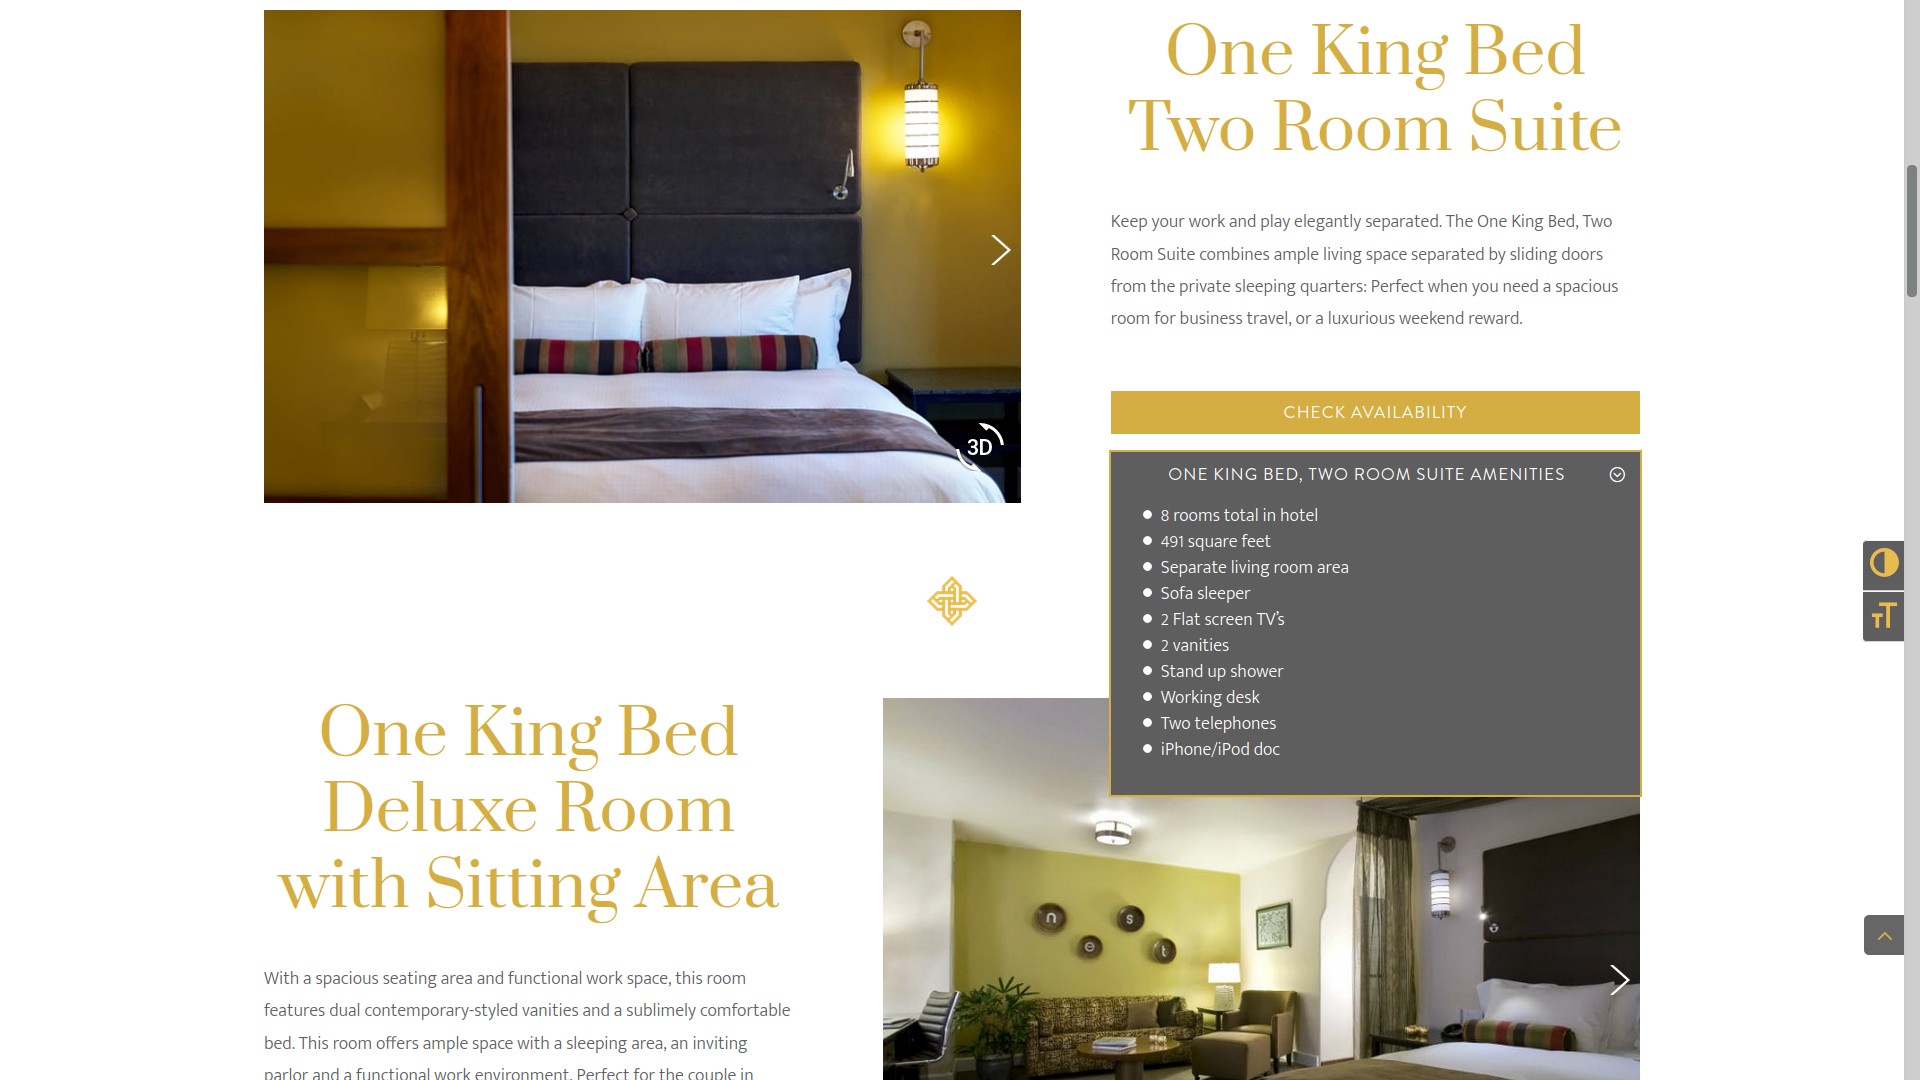 One King Bed
Two Room Suite
Keep your work and play elegantly separated. The One King Bed, Two
Room Suite combines ample living space separated by sliding doors
from the private sleeping quarters: Perfect when you need a spacious
room for business travel, or a luxurious weekend reward.
CHECK AVAILABILITY
3D
ONE KING BED, TWO ROOM SUITE AMENITIES
8 rooms total in hotel
491 square feet
Separate living room area
Sofa sleeper
2 Flat screen TV's
2 vanities
Stand up shower
Working desk
Two telephones
iPhone/iPod doc
TT
One King Bed
Deluxe Room
with Sitting Area
With a spacious seating area and functional work space, this room
features dual contemporary-styled vanities and a sublimely comfortable
bed. This room offers ample space with a sleeping area, an inviting
parlor and a functional work environment. Perfect for the couple in
n e s t